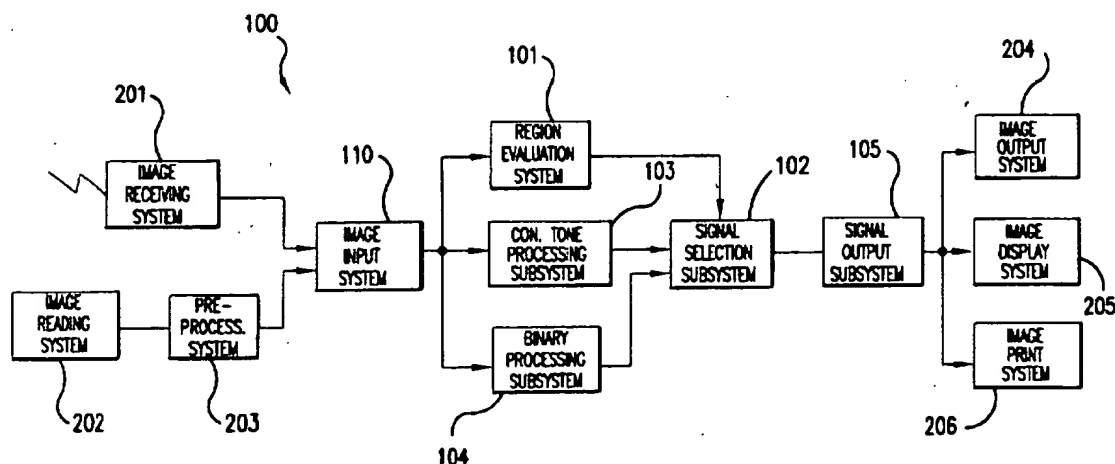 100
101
204
201
REGION
EVALUATION
SYSTEM
IMAGE
OUTPUT
SYSTEM
110
103
102
105
IMAGE
RECEIVING
SYSTEM
IMAGE
INPUT
SYSTEM
CON. TONE
PROCESSING
SUBSYSTEM
SIGNAL
SELECTION
SUBSYSTEM
SIGNAL
OUTPUT
SUBSYSTEM
IMAGE
DISPLAY
SYSTEM
205
IMAGE
READING
SYSTEM
PRE-
PROCESS.
SYSTEM
BINARY
PROCESSING
SUBSYSTEM
IMAGE
PRINT
SYSTEM
202
203
104
206